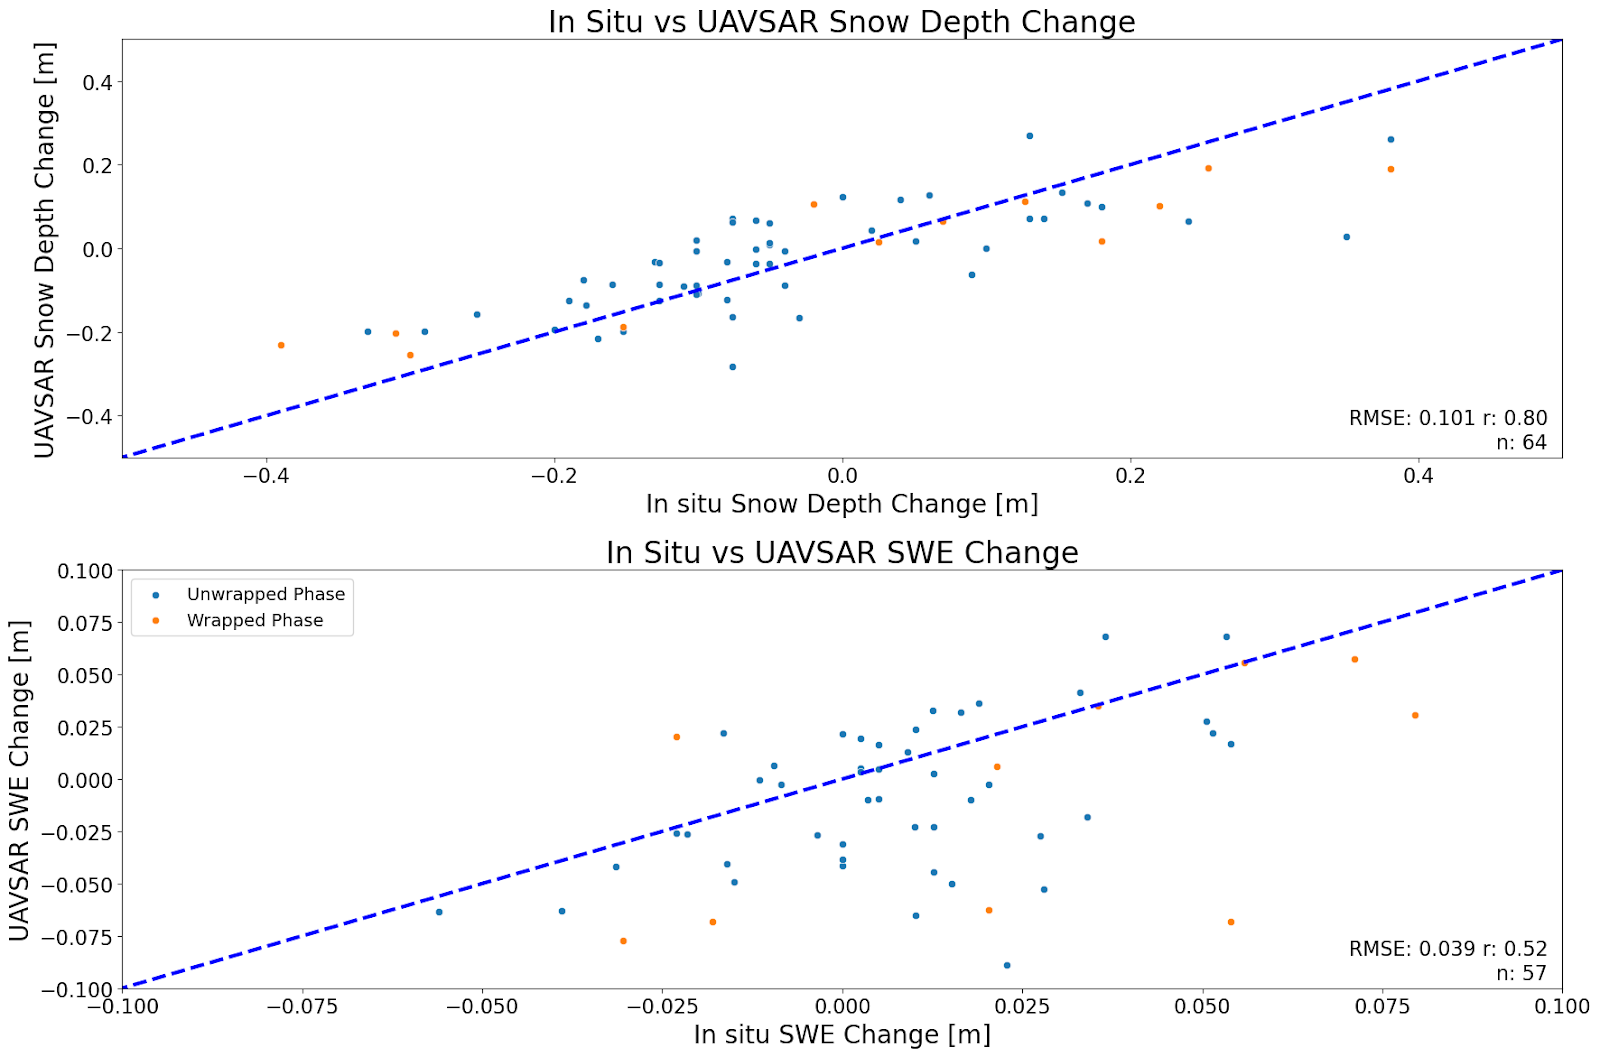 In Situ vs UAVSAR Snow Depth Change
UAVSAR Snow Depth Change [m]
0.4
0.2
0.0
−0.2
−0.4
RMSE: 0.101 r: 0.80
n: 64
−0.4 −0.2 0.0 0.2 0.4
In situ Snow Depth Change [m]
In Situ vs UAVSAR SWE Change
UAVSAR SWE Change [m]
0.100
0.075
0.050
0.025
0.000
−0.025
−0.050
−0.075
−0.100
Unwrapped Phase
Wrapped Phase
RMSE: 0.039 r: 0.52
n: 57
−0.100 −0.075 −0.050 −0.025 0.000 0.025 0.050 0.075 0.100
In situ SWE Change [m]